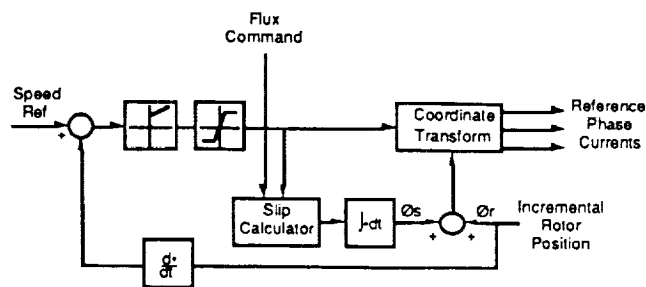 Flux
Command
Speed
Ref
+
Coordinate
Transform
Reference
Phase
Currents
Slip
Calculator
∫•dt
Øs
Ør
+
+
Incremental
Rotor
Position
d•
dt